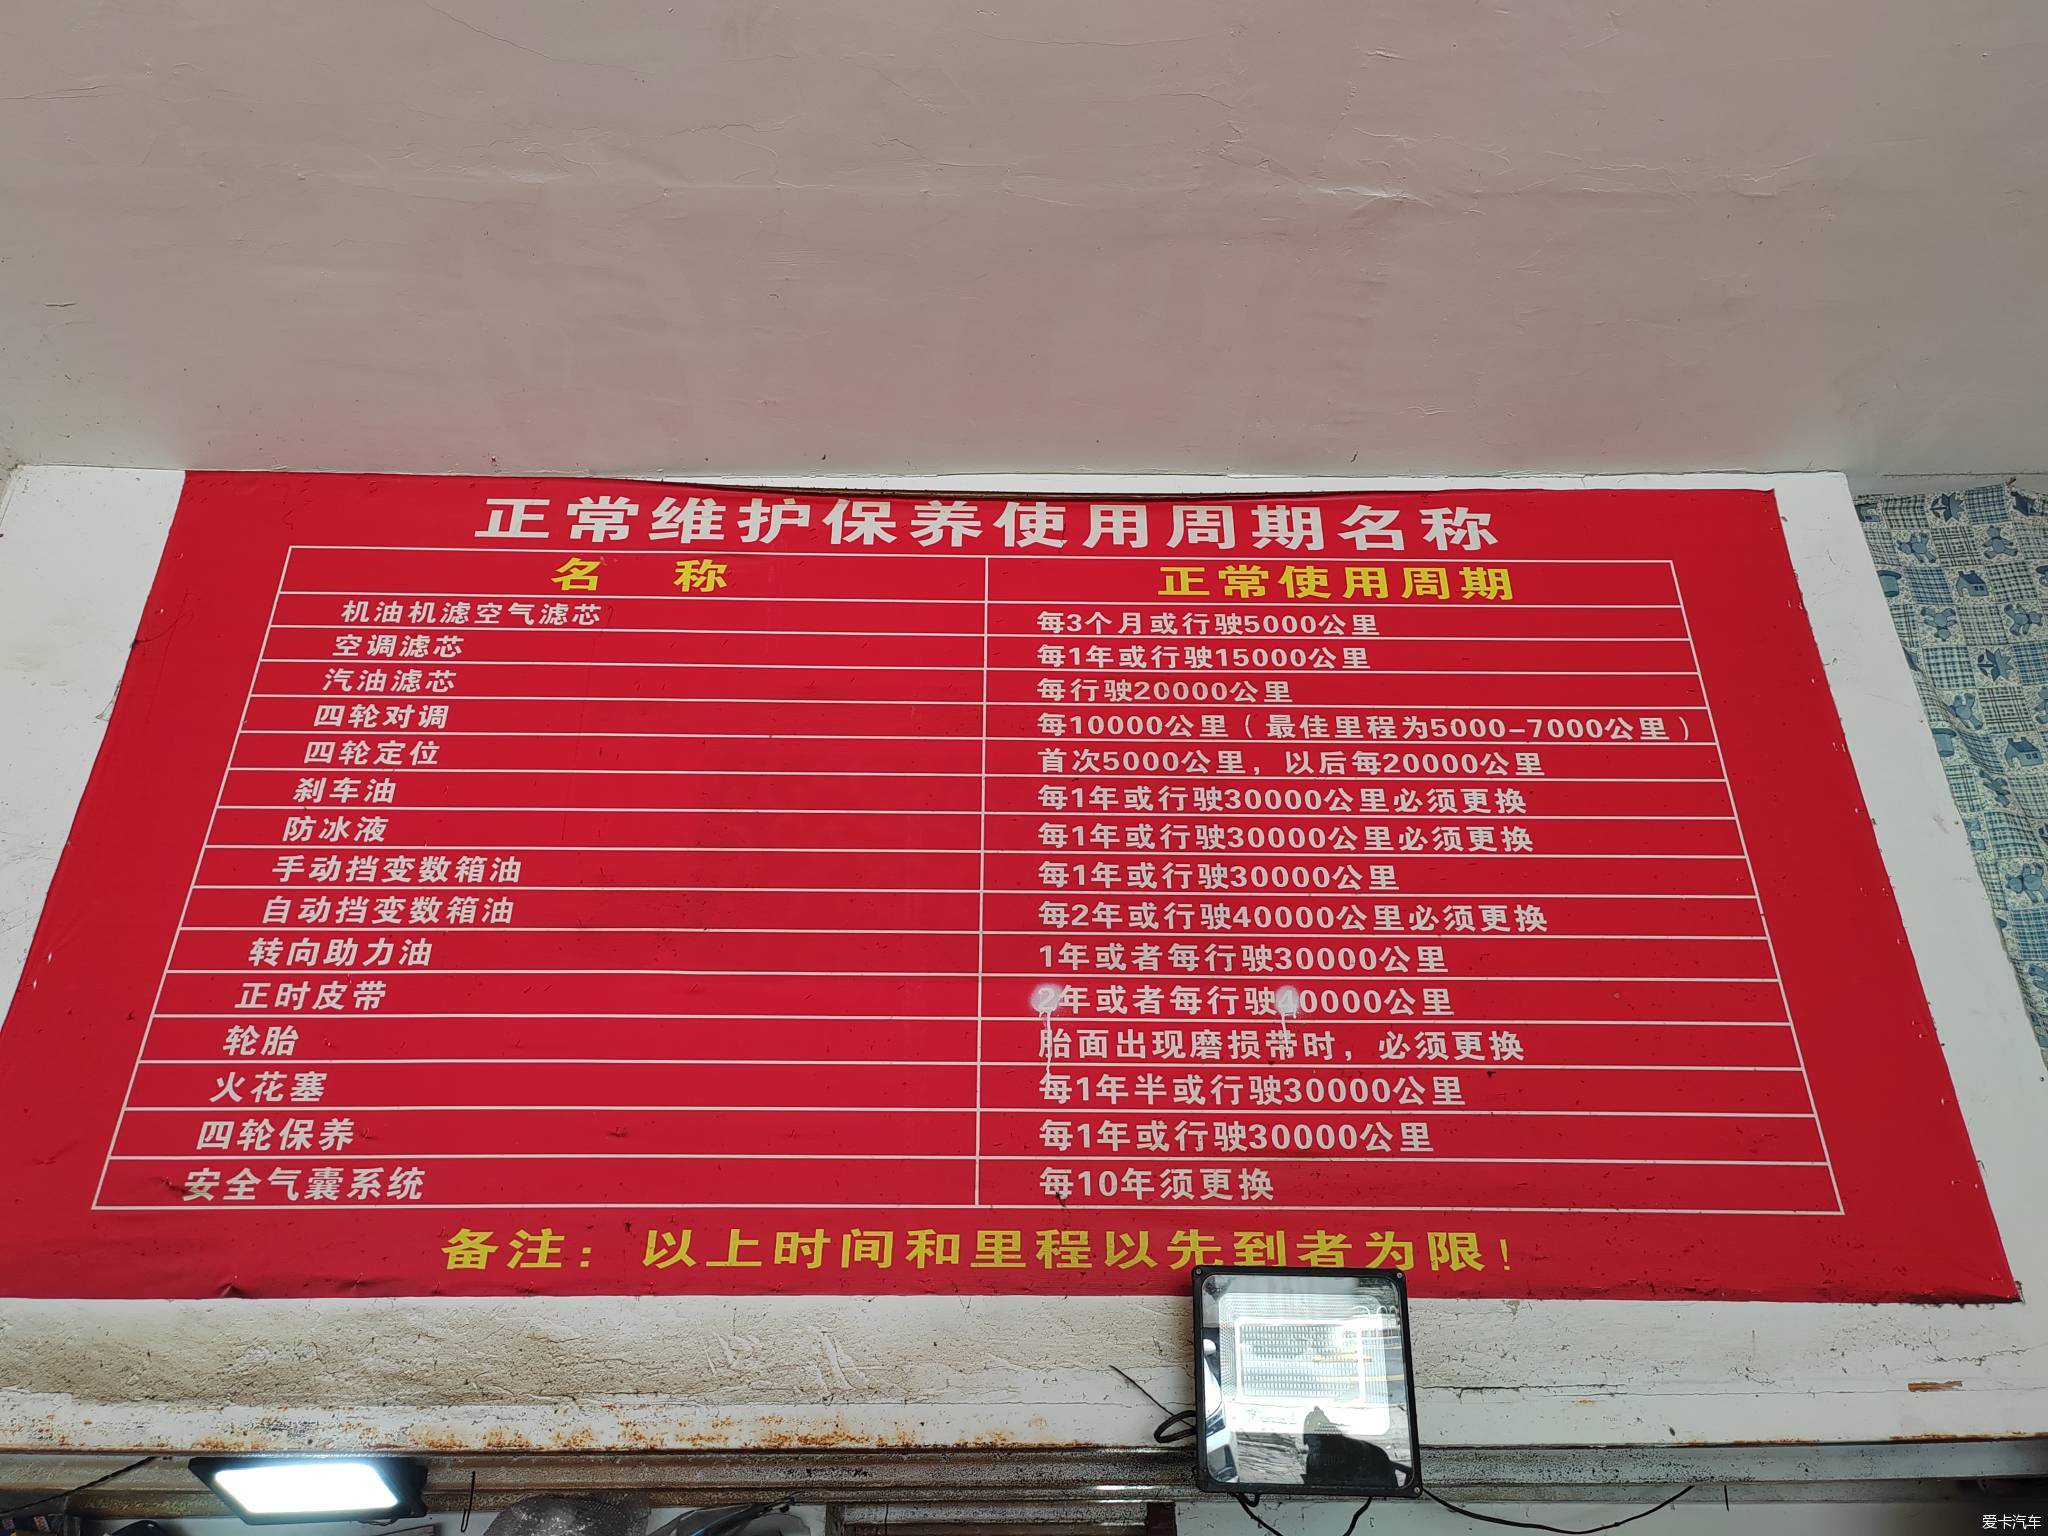 正常维护保养使用周期名称
名 称 正常使用周期
机油机滤空气滤芯 每3个月或行驶5000公里
空调滤芯 每1年或行驶15000公里
汽油滤芯 每行驶20000公里
四轮对调 每10000公里（最佳里程为5000-7000公里）
四轮定位 首次5000公里，以后每20000公里
刹车油 每1年或行驶30000公里必须更换
防冰液 每1年或行驶30000公里必须更换
手动挡变数箱油 每1年或行驶30000公里
自动挡变数箱油 每2年或行驶40000公里必须更换
转向助力油 1年或者每行驶30000公里
正时皮带 2年或者每行驶40000公里
轮胎 胎面出现磨损带时，必须更换
火花塞 每1年半或行驶30000公里
四轮保养 每1年或行驶30000公里
安全气囊系统 每10年须更换
备注：以上时间和里程以先到者为限！
爱卡汽车